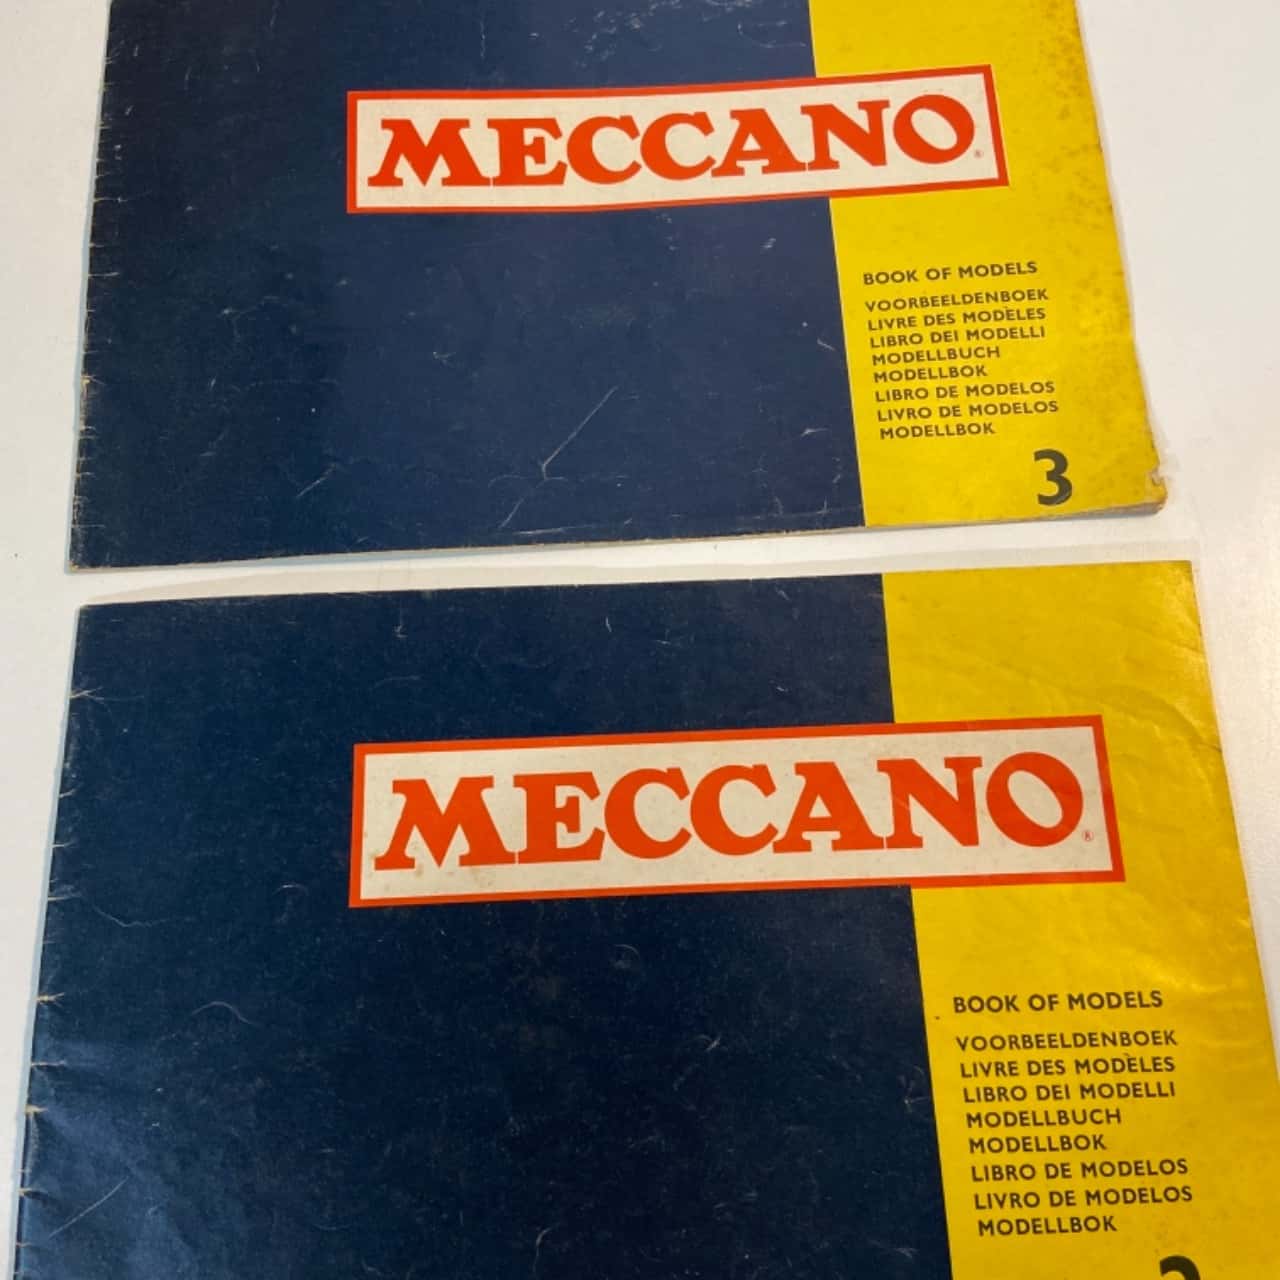 MECCANO®
BOOK OF MODELS
VOORBEELDENBOEK
LIVRE DES MODÈLES
LIBRO DEI MODELLI
MODELLBUCH
MODELLBOK
LIBRO DE MODELOS
LIVRO DE MODELOS
MODELLBOK
3
MECCANO®
BOOK OF MODELS
VOORBEELDENBOEK
LIVRE DES MODÈLES
LIBRO DEI MODELLI
MODELLBUCH
MODELLBOK
LIBRO DE MODELOS
LIVRO DE MODELOS
MODELLBOK